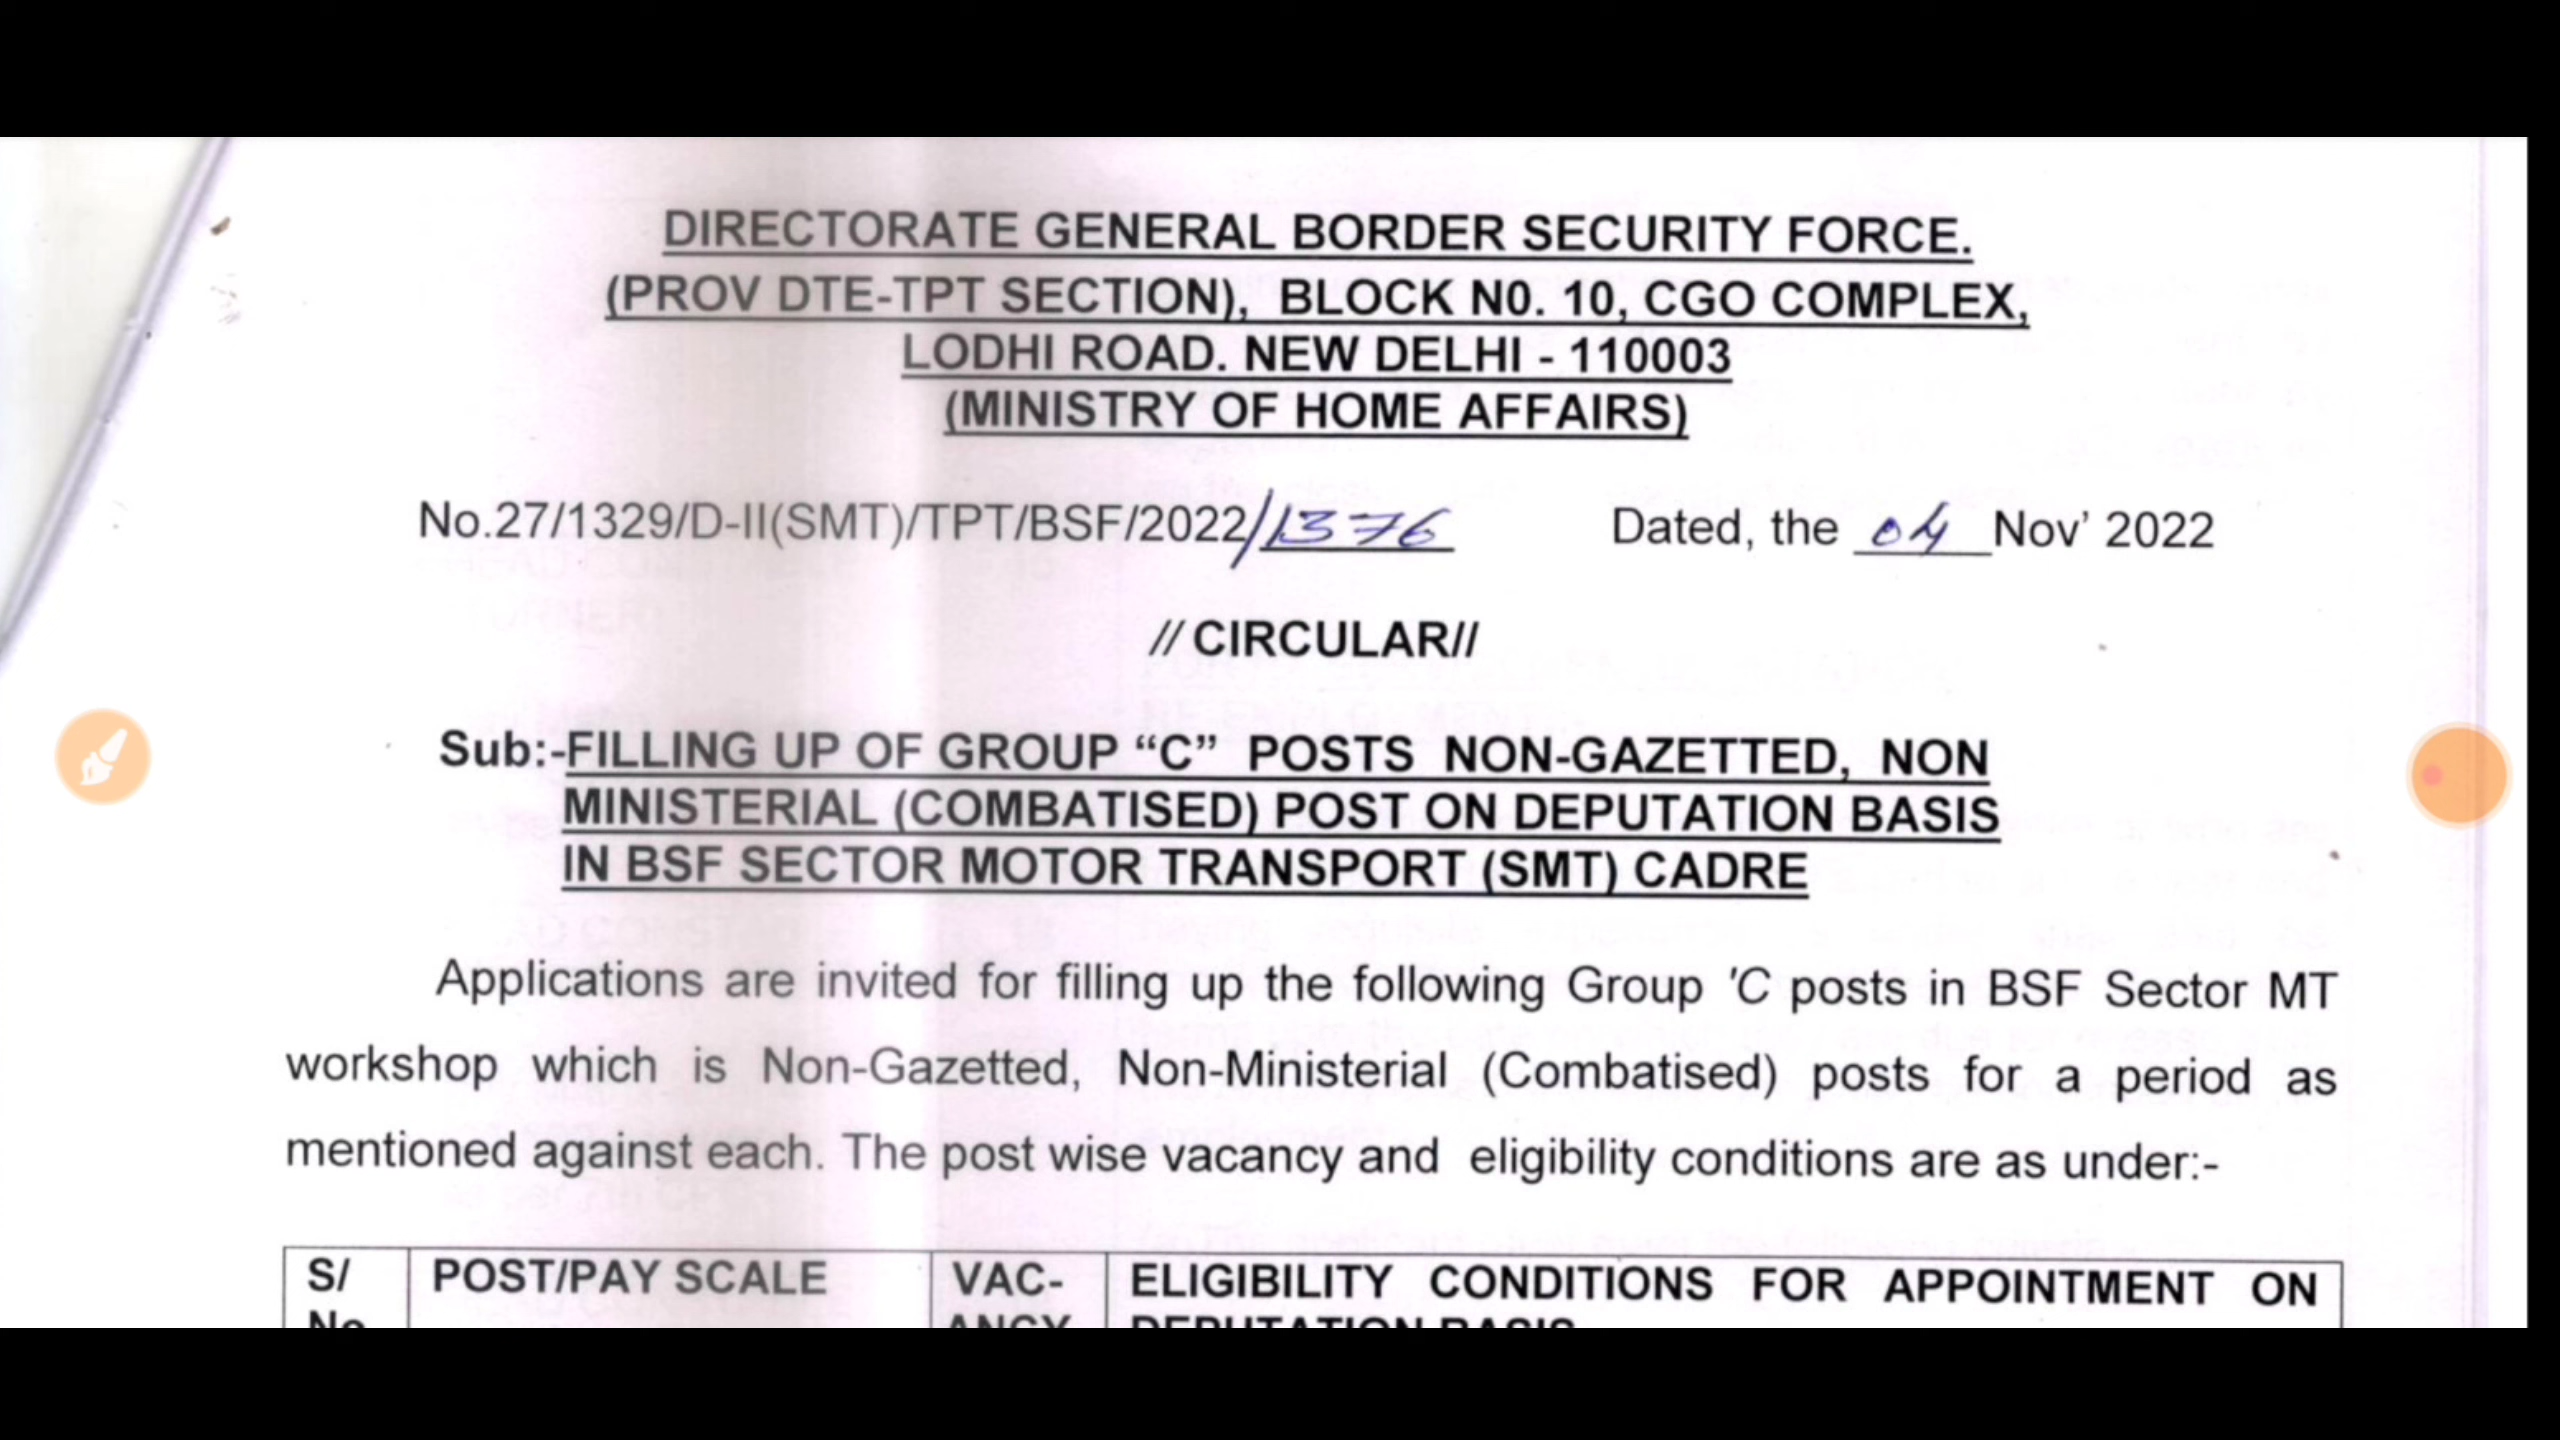 DIRECTORATE GENERAL BORDER SECURITY FORCE.
(PROV DTE-TPT SECTION), BLOCK N0. 10, CGO COMPLEX,
LODHI ROAD. NEW DELHI - 110003
(MINISTRY OF HOME AFFAIRS)
No.27/1329/D-II(SMT)/TPT/BSF/2022/1376 Dated, the 04 Nov' 2022
// CIRCULAR//
Sub:-FILLING UP OF GROUP “C” POSTS NON-GAZETTED, NON
MINISTERIAL (COMBATISED) POST ON DEPUTATION BASIS
IN BSF SECTOR MOTOR TRANSPORT (SMT) CADRE
Applications are invited for filling up the following Group 'C posts in BSF Sector MT
workshop which is Non-Gazetted, Non-Ministerial (Combatised) posts for a period as
mentioned against each. The post wise vacancy and eligibility conditions are as under:-
S/ POST/PAY SCALE VAC- ELIGIBILITY CONDITIONS FOR APPOINTMENT ON
No ANCY DEPUTATION BASIS